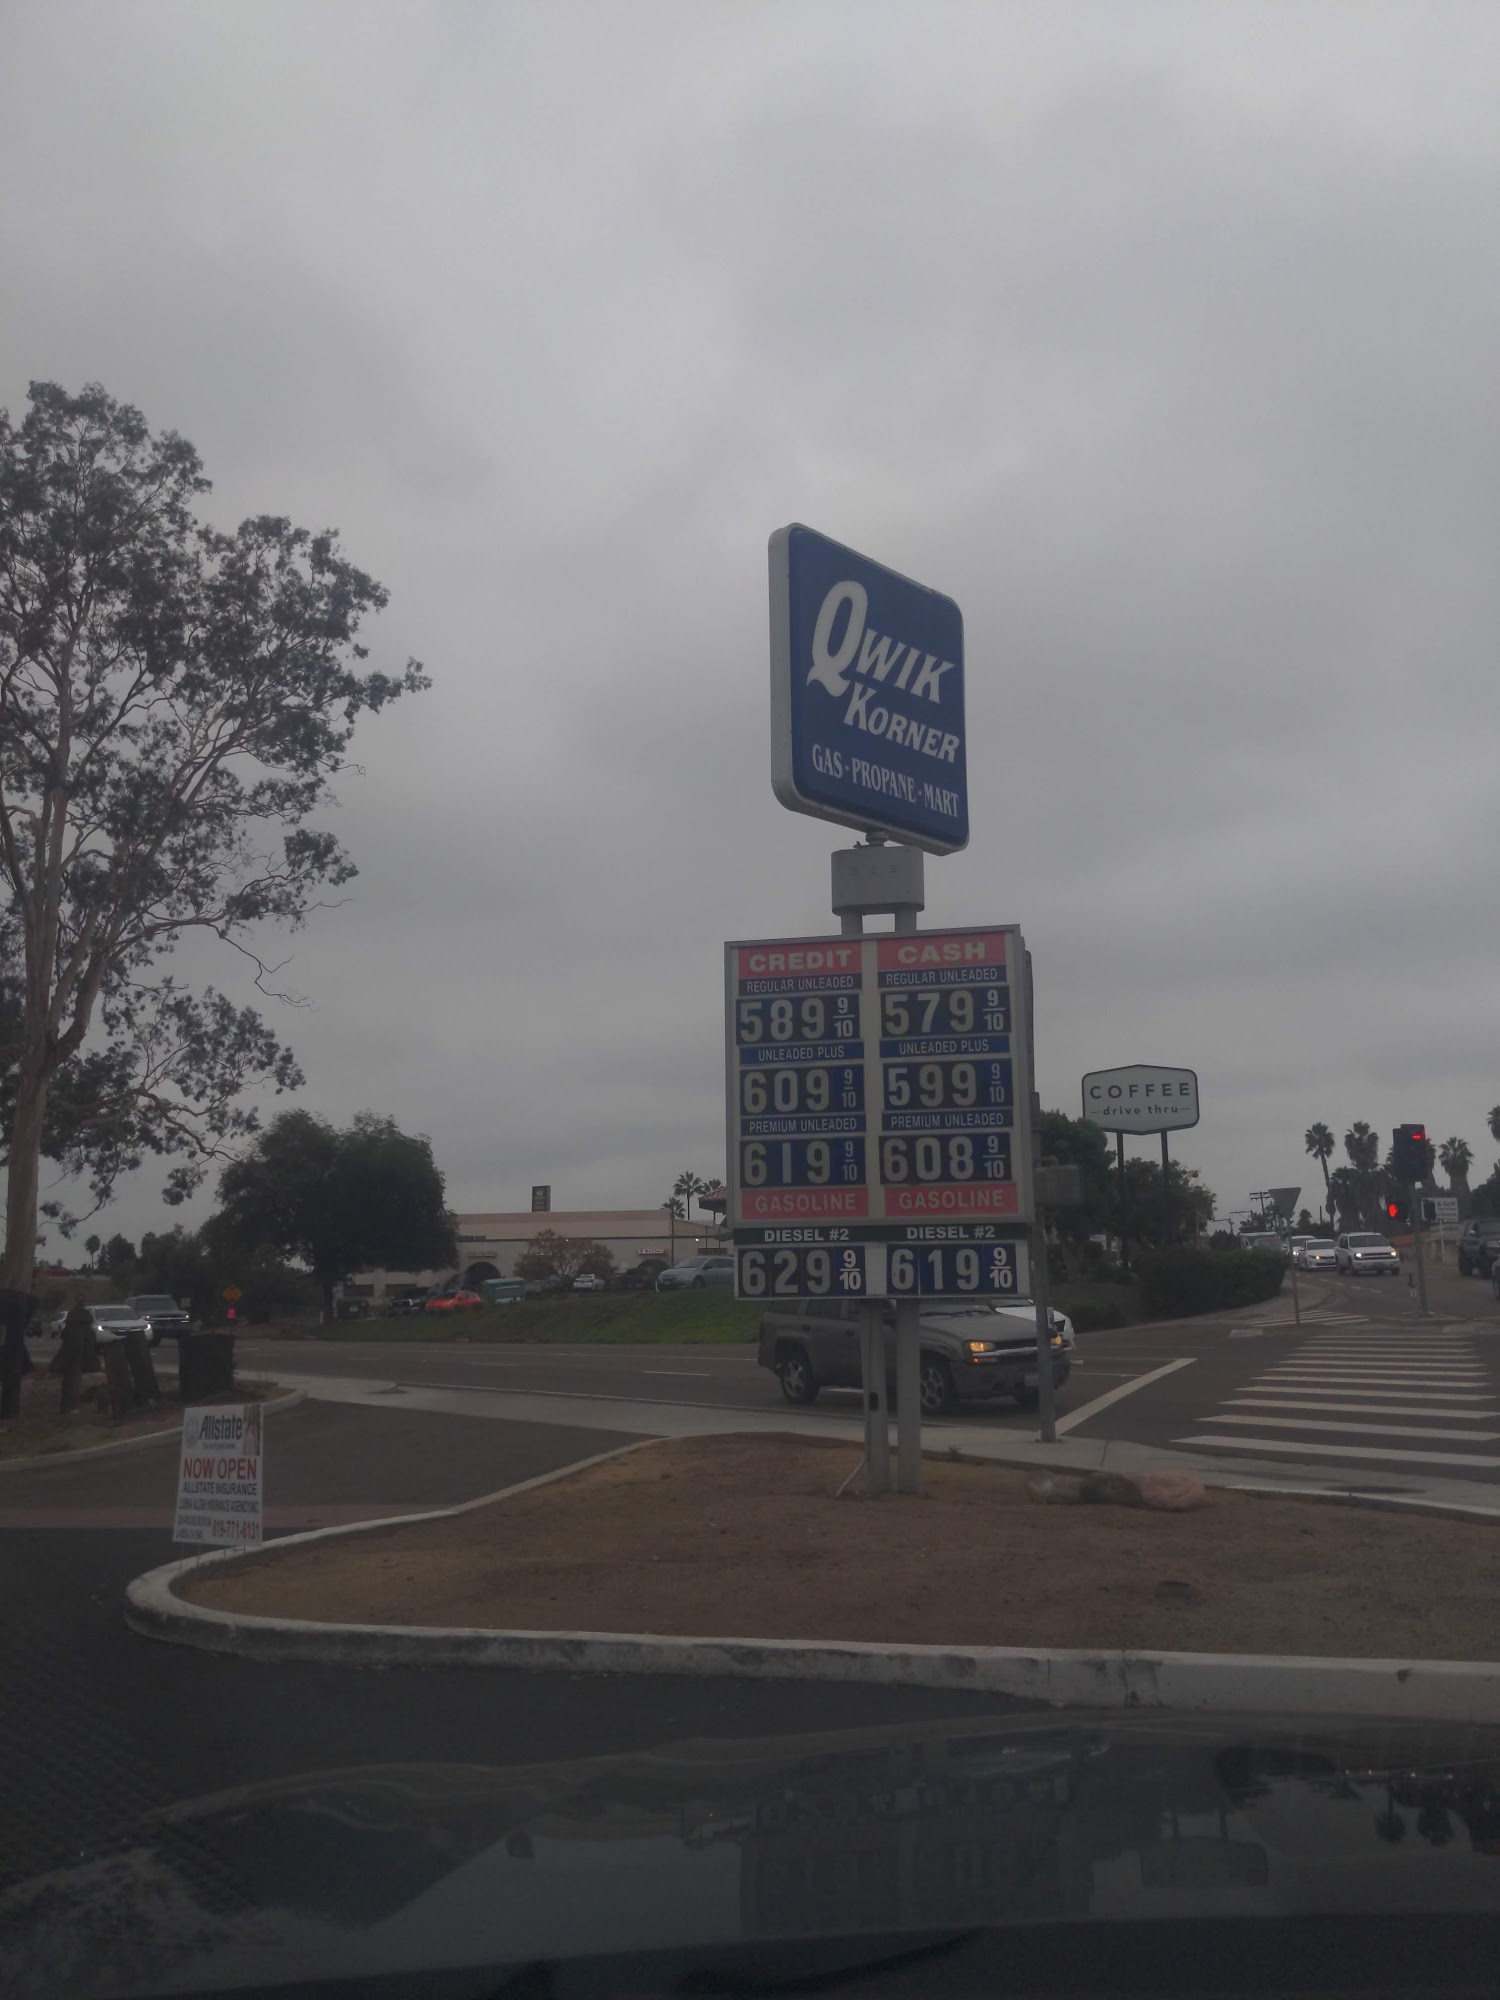 QWIK
KORNER
GAS-PROPANE-MART
CREDIT
REGULAR UNLEADED
589 9/10
UNLEADED PLUS
609 9/10
PREMIUM UNLEADED
619 9/10
GASOLINE
DIESEL #2
629 9/10
CASH
REGULAR UNLEADED
579 9/10
UNLEADED PLUS
599 9/10
PREMIUM UNLEADED
608 9/10
GASOLINE
DIESEL #2
619 9/10
COFFEE
drive thru
Allstate
NOW OPEN
ALLSTATE INSURANCE
619-771-6131